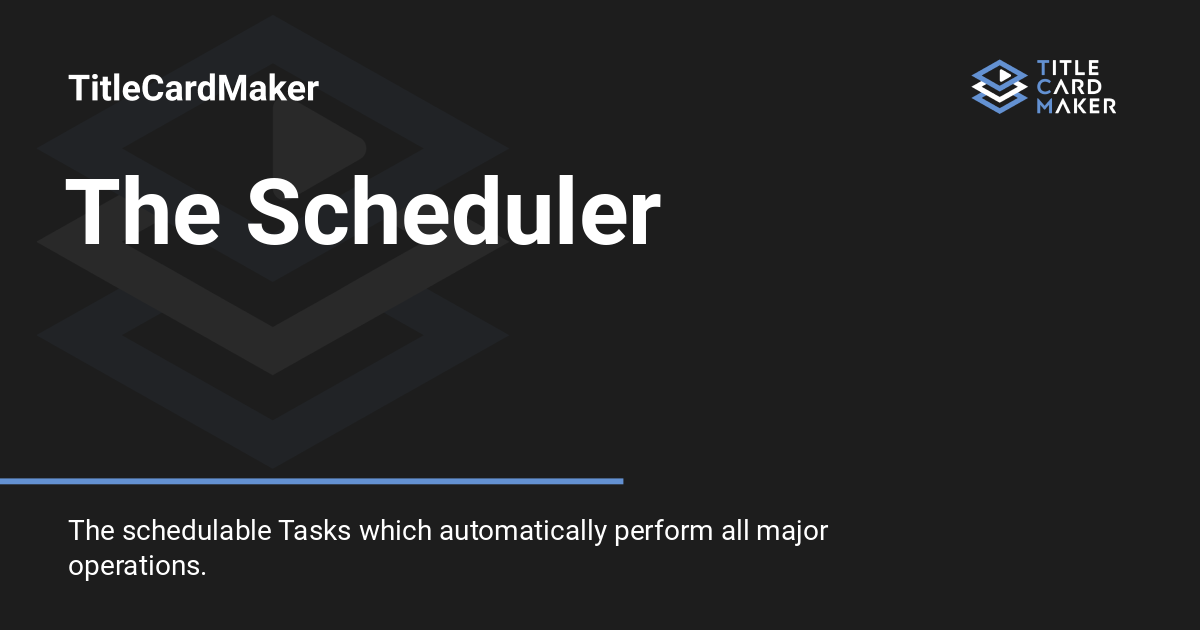 TitleCardMaker
TITLE
CARD
MAKER
The Scheduler
The schedulable Tasks which automatically perform all major
operations.